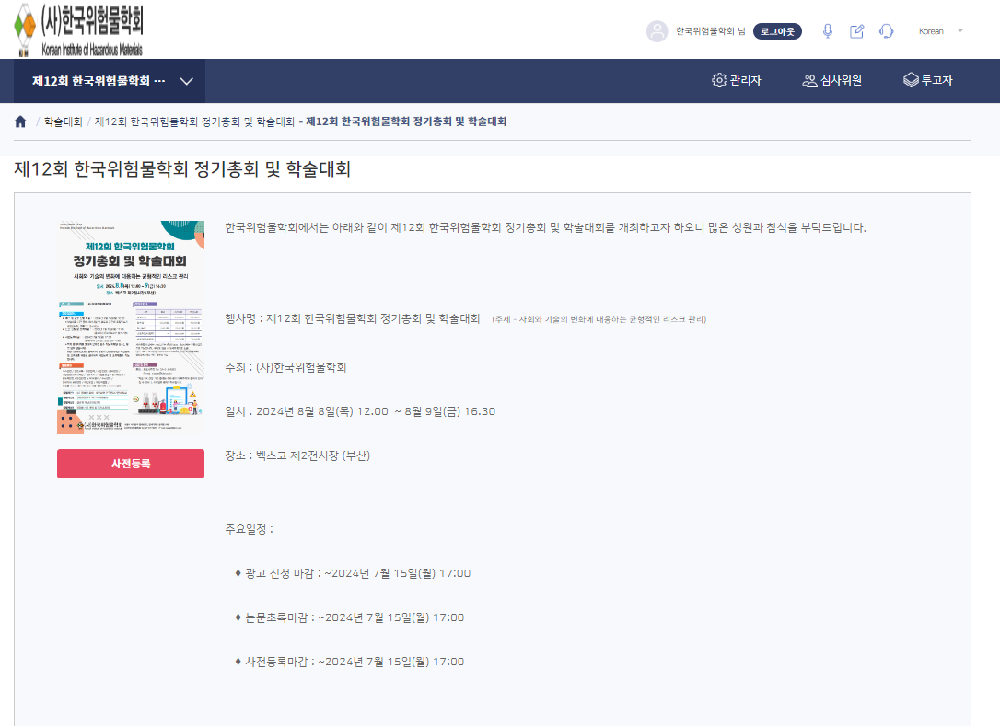 (사)한국위험물학회
Korean Institute of Hazardous Materials
한국위험물학회 님
로그아웃
Korean
제12회 한국위험물학회 ···
관리자
심사위원
투고자
/ 학술대회 / 제12회 한국위험물학회 정기총회 및 학술대회 - 제12회 한국위험물학회 정기총회 및 학술대회
제12회 한국위험물학회 정기총회 및 학술대회
제12회 한국위험물학회
정기총회 및 학술대회
사회와 기술의 변화에 대응하는 균형적인 리스크 관리
일시 2024.8.8(목) 12:00 ~ 9(금) 16:30
장소 벡스코 제2전시장 (부산)
(사)한국위험물학회
사전등록
한국위험물학회에서는 아래와 같이 제12회 한국위험물학회 정기총회 및 학술대회를 개최하고자 하오니 많은 성원과 참석을 부탁드립니다.
행사명 : 제12회 한국위험물학회 정기총회 및 학술대회 (주제 - 사회와 기술의 변화에 대응하는 균형적인 리스크 관리)
주최 : (사)한국위험물학회
일시 : 2024년 8월 8일(목) 12:00 ~ 8월 9일(금) 16:30
장소 : 벡스코 제2전시장 (부산)
주요일정 :
♦ 광고 신청 마감 : ~2024년 7월 15일(월) 17:00
♦ 논문초록마감 : ~2024년 7월 15일(월) 17:00
♦ 사전등록마감 : ~2024년 7월 15일(월) 17:00